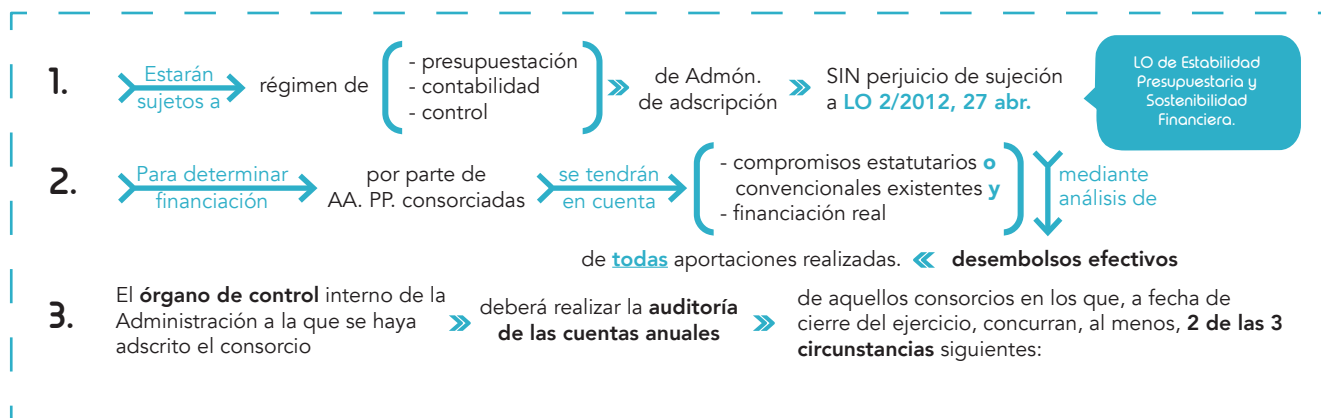 1.
Estarán
sujetos a
régimen de
- presupuestación
- contabilidad
- control
de Admón.
de adscripción
SIN perjuicio de sujeción
a LO 2/2012, 27 abr.
LO de Estabilidad
Presupuestaria y
Sostenibilidad
Financiera.
2.
Para determinar
financiación
por parte de
AA. PP. consorciadas
se tendrán
en cuenta
- compromisos estatutarios o
convencionales existentes y
- financiación real
mediante
análisis de
desembolsos efectivos
de todas aportaciones realizadas.
3.
El órgano de control interno de la
Administración a la que se haya
adscrito el consorcio
deberá realizar la auditoría
de las cuentas anuales
de aquellos consorcios en los que, a fecha de
cierre del ejercicio, concurran, al menos, 2 de las 3
circunstancias siguientes: